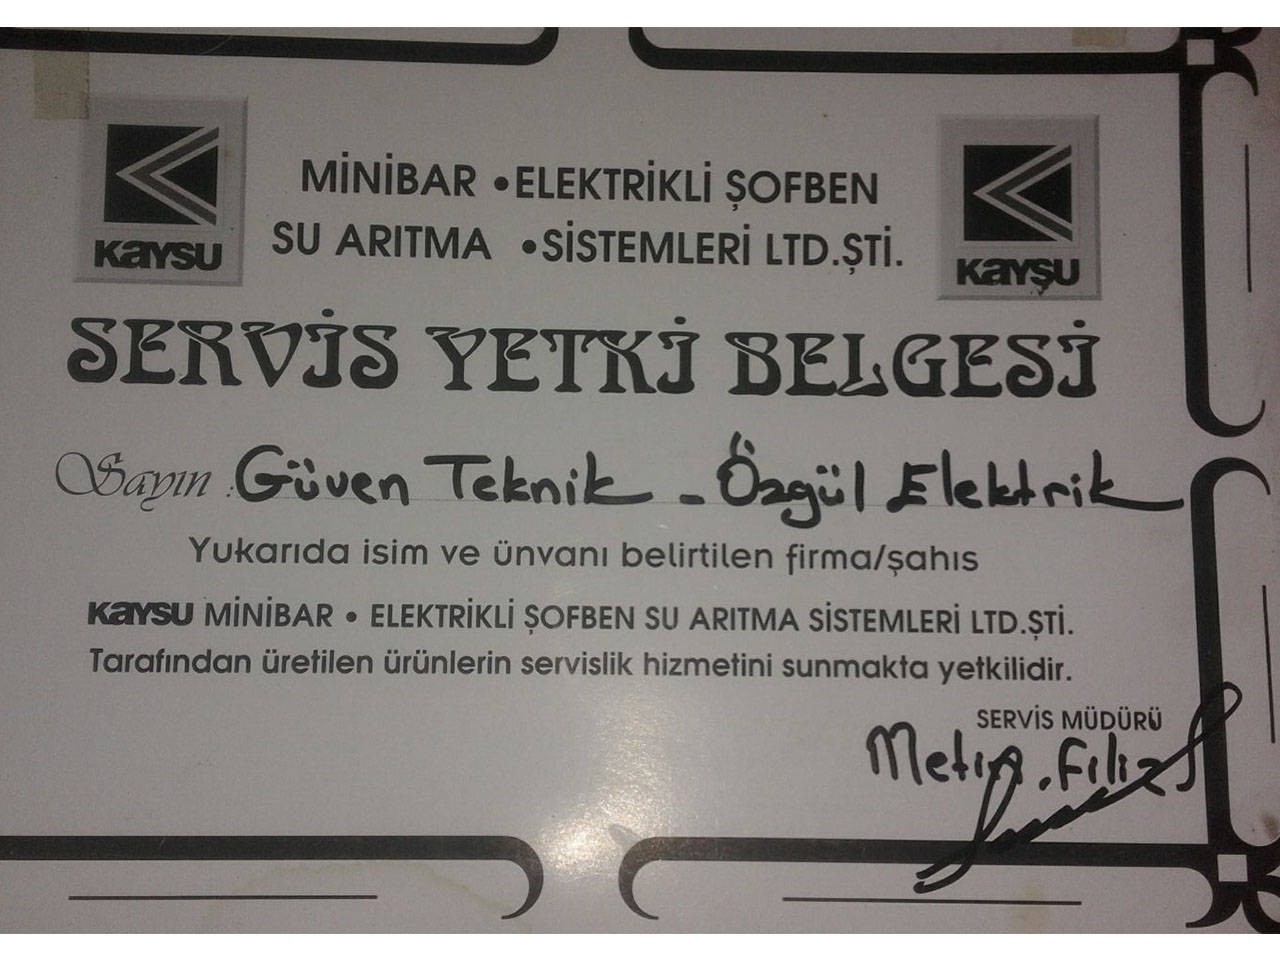 KAYSU
MİNİBAR • ELEKTRİKLİ ŞOFBEN
SU ARITMA • SİSTEMLERİ LTD.ŞTİ.
KAYŞU
SERVİS YETKİ BELGESİ
Sayın : Güven Teknik - Özgül Elektrik
Yukarıda isim ve ünvanı belirtilen firma/şahıs
KAYSU MİNİBAR • ELEKTRİKLİ ŞOFBEN SU ARITMA SİSTEMLERİ LTD.ŞTİ.
Tarafından üretilen ürünlerin servislik hizmetini sunmakta yetkilidir.
SERVİS MÜDÜRÜ
Metin. Filiz